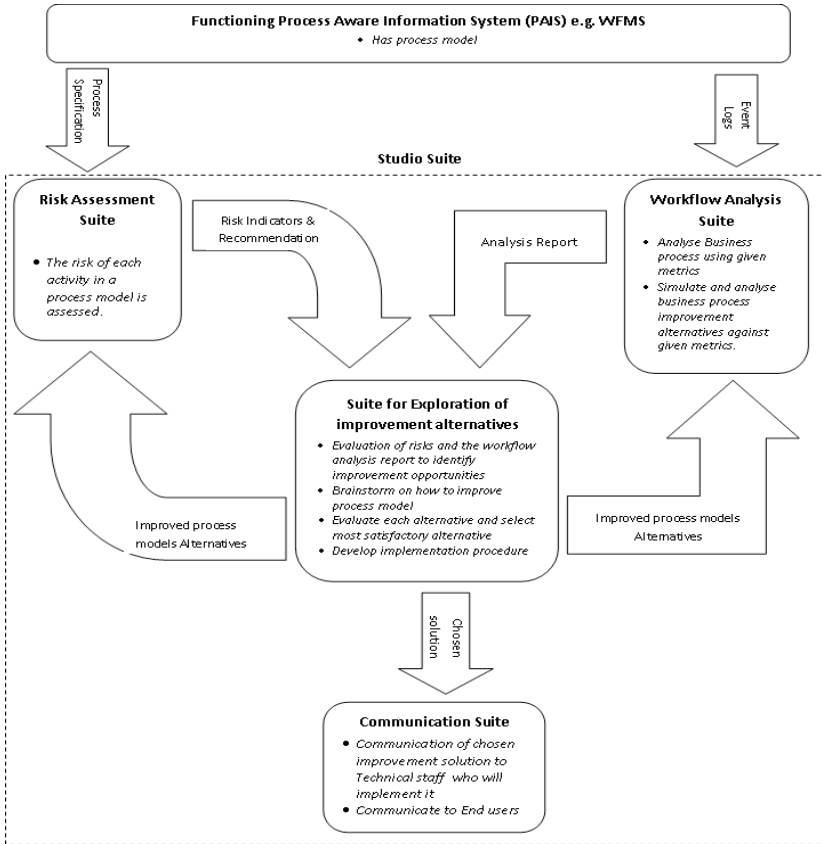 Functioning Process Aware Information System (PAIS) e.g. WFMS
• Has process model
Process
Specification
Event
Logs
Studio Suite
Risk Assessment
Suite
• The risk of each
activity in a
process model is
assessed.
Risk Indicators &
Recommendation
Analysis Report
Workflow Analysis
Suite
• Analyse Business
process using given
metrics
• Simulate and analyse
business process
improvement
alternatives against
given metrics.
Suite for Exploration of
improvement alternatives
• Evaluation of risks and the workflow
analysis report to identify
improvement opportunities
• Brainstorm on how to improve
process model
• Evaluate each alternative and select
most satisfactory alternative
• Develop implementation procedure
Improved process
models Alternatives
Improved process models
Alternatives
Chosen
solution
Communication Suite
• Communication of chosen
improvement solution to
Technical staff who will
implement it
• Communicate to End users